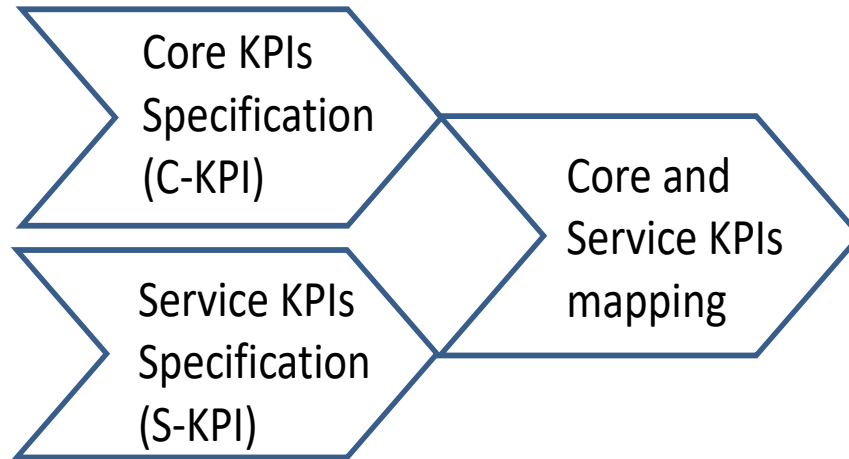 Core KPIs
Specification
(C-KPI)
Service KPIs
Specification
(S-KPI)
Core and
Service KPIs
mapping